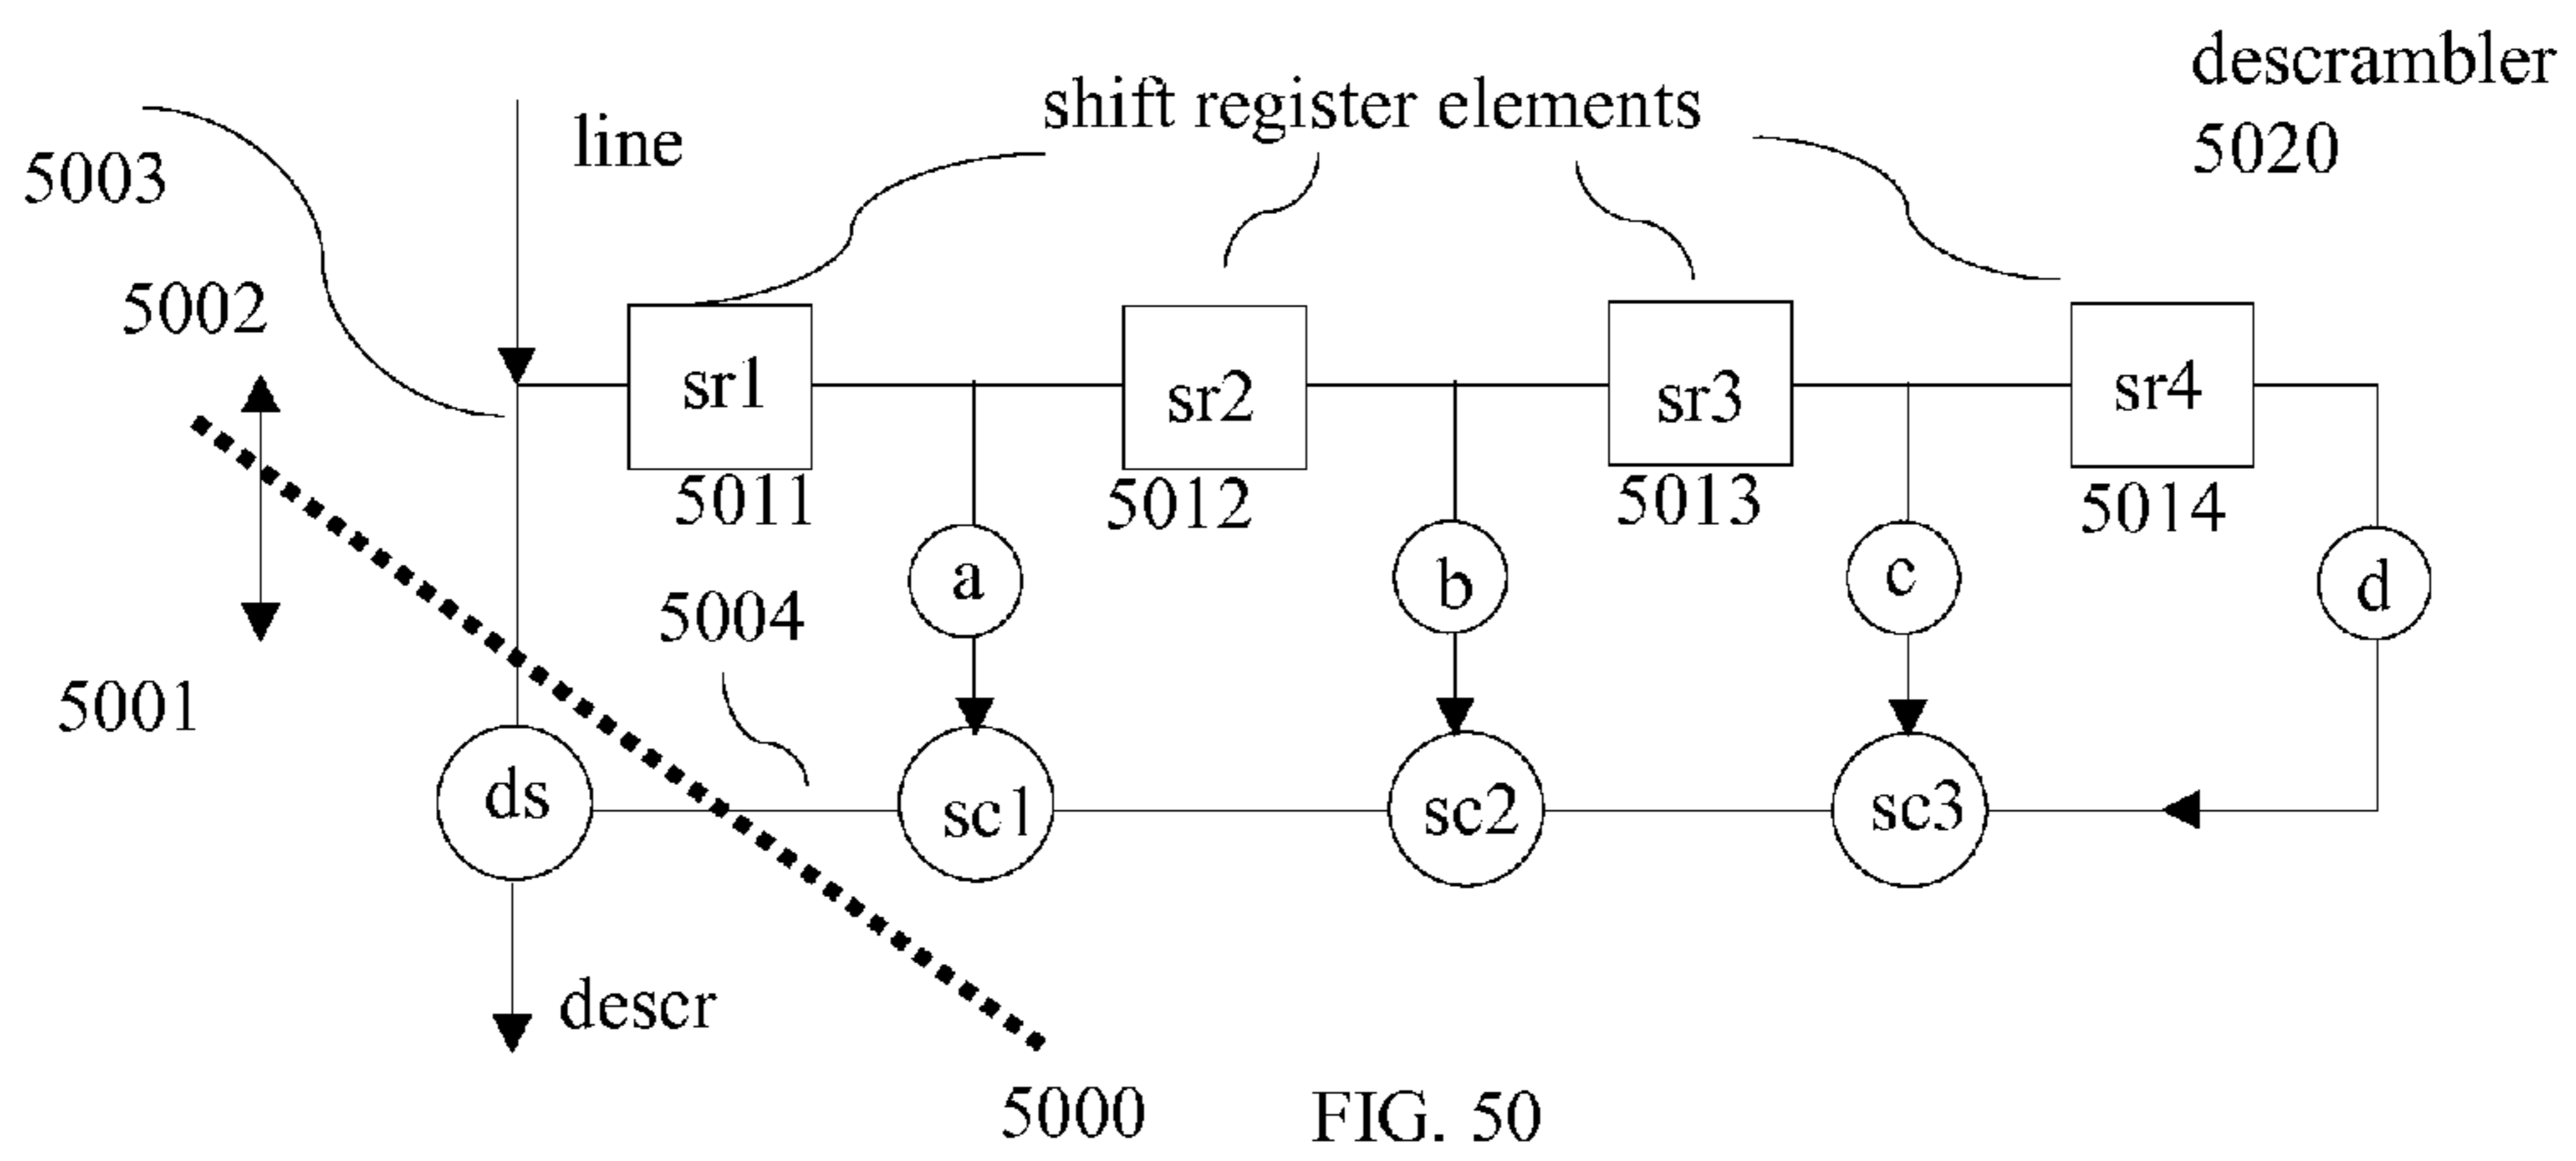 descrambler
5020
shift register elements
line
5003
5002
sr1
sr2
sr3
sr4
5011
5012
5013
5014
a
b
c
d
5004
5001
ds
sc1
sc2
sc3
descr
5000
FIG. 50